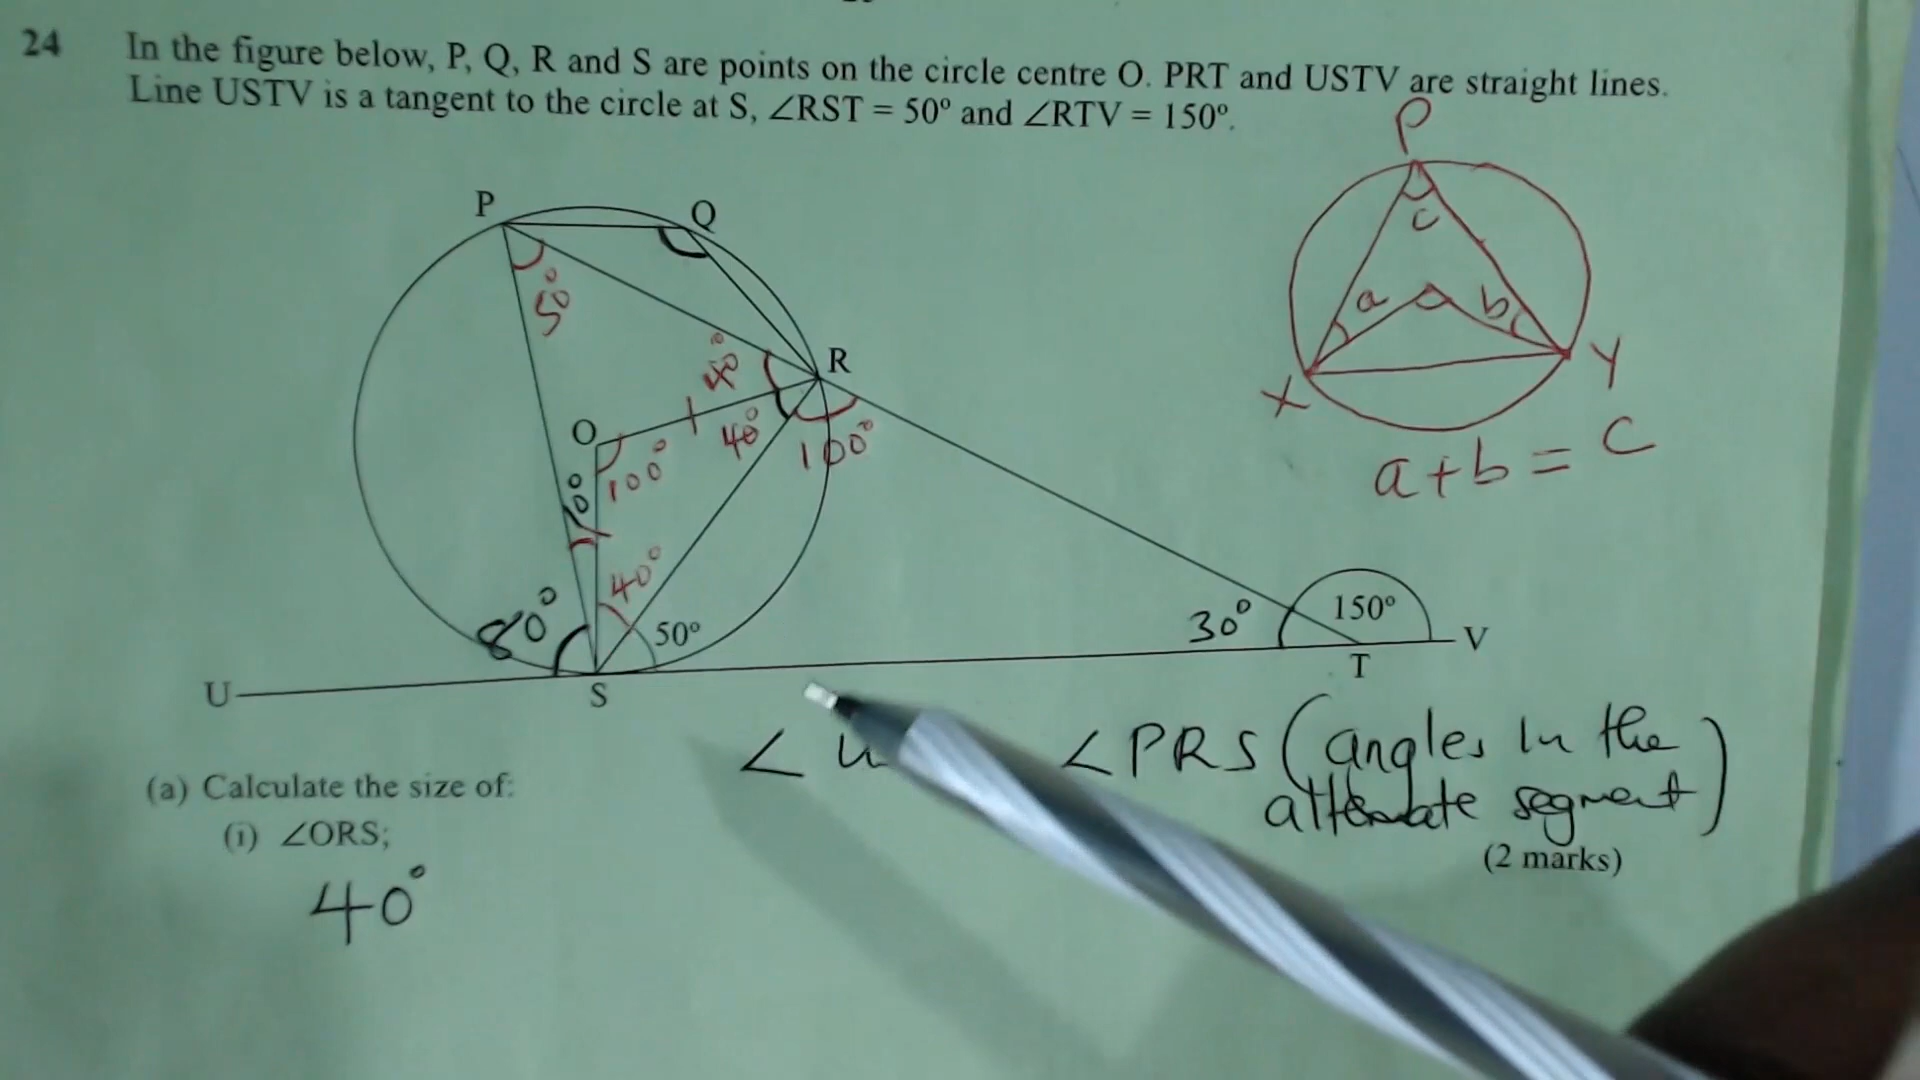 24 In the figure below, P, Q, R and S are points on the circle centre O. PRT and USTV are straight lines.
Line USTV is a tangent to the circle at S, ∠RST = 50° and ∠RTV = 150°.
P
P
Q
c
50°
40°
R
a
b
X
Y
O
40°
100°
100°
a + b = c
10°
40°
80°
50°
30°
150°
V
U
S
T
∠ ∠PRS (angles in the
alternate segment)
(a) Calculate the size of:
(i) ∠ORS;
(2 marks)
40°